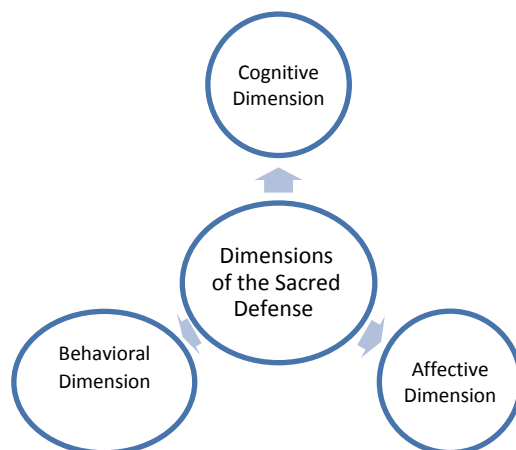 Cognitive
Dimension
Dimensions
of the Sacred
Defense
Behavioral
Dimension
Affective
Dimension